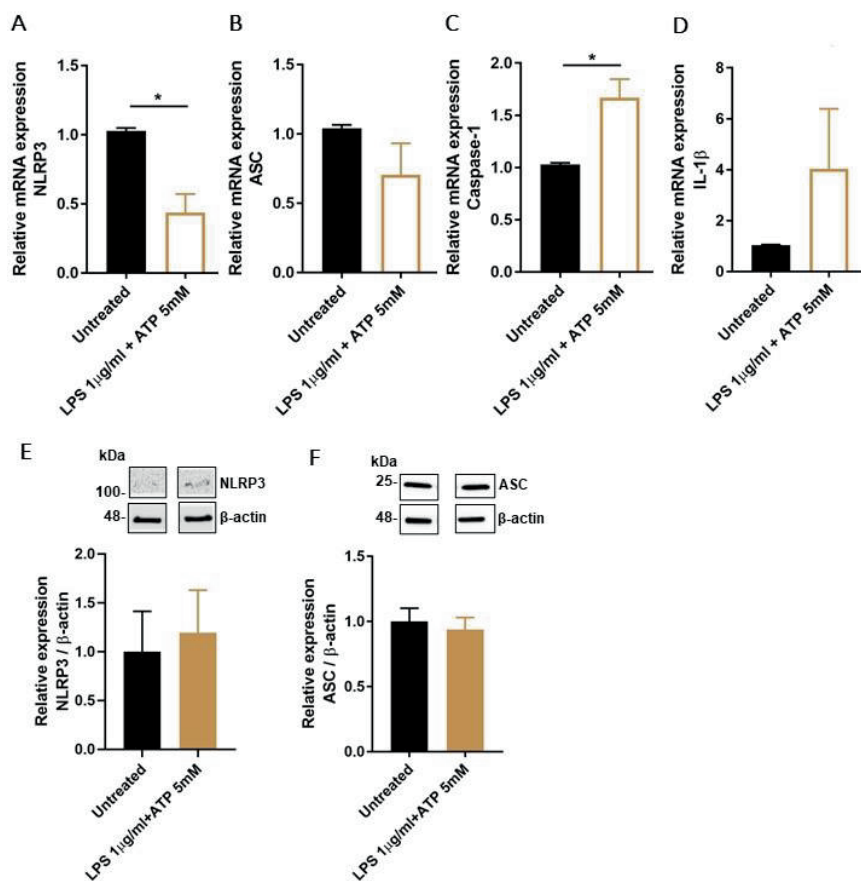 A
Relative mRNA expression
NLRP3
1.5
1.0
0.5
0.0
*
Untreated
LPS 1µg/ml + ATP 5mM
B
Relative mRNA expression
ASC
1.5
1.0
0.5
0.0
Untreated
LPS 1µg/ml + ATP 5mM
C
Relative mRNA expression
Caspase-1
2.0
1.5
1.0
0.5
0.0
*
Untreated
LPS 1µg/ml + ATP 5mM
D
Relative mRNA expression
IL-1β
8
6
4
2
0
Untreated
LPS 1µg/ml + ATP 5mM
E
kDa
100-
NLRP3
48-
β-actin
Relative expression
NLRP3 / β-actin
2.0
1.5
1.0
0.5
0.0
Untreated
LPS 1µg/ml+ATP 5mM
F
kDa
25-
ASC
48-
β-actin
Relative expression
ASC / β-actin
1.5
1.0
0.5
0.0
Untreated
LPS 1µg/ml+ATP 5mM